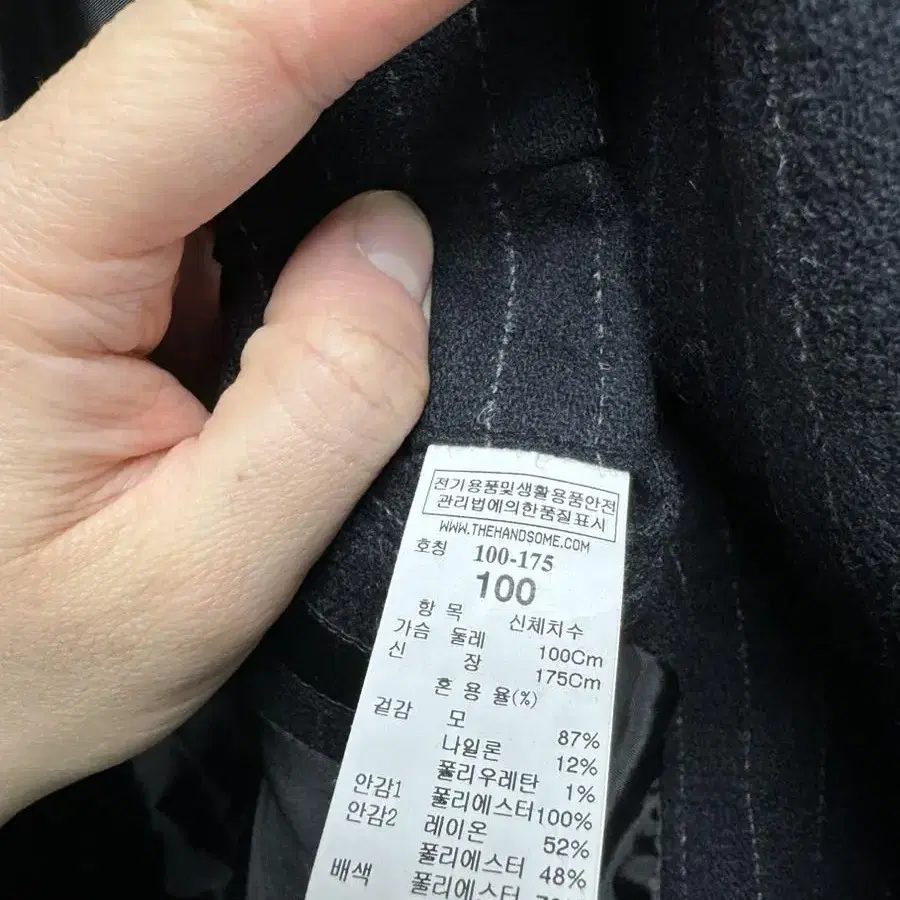 전기용품및생활용품안전
관리법에의한품질표시
WWW.THEHANDSOME.COM
호칭 100-175
100
항 목 신체치수
가슴 둘레 100Cm
신 장 175Cm
혼 용 율(%)
겉감 모 87%
나일론 12%
폴리우레탄 1%
안감1 폴리에스터 100%
안감2 레이온 52%
폴리에스터 48%
배색 폴리에스터